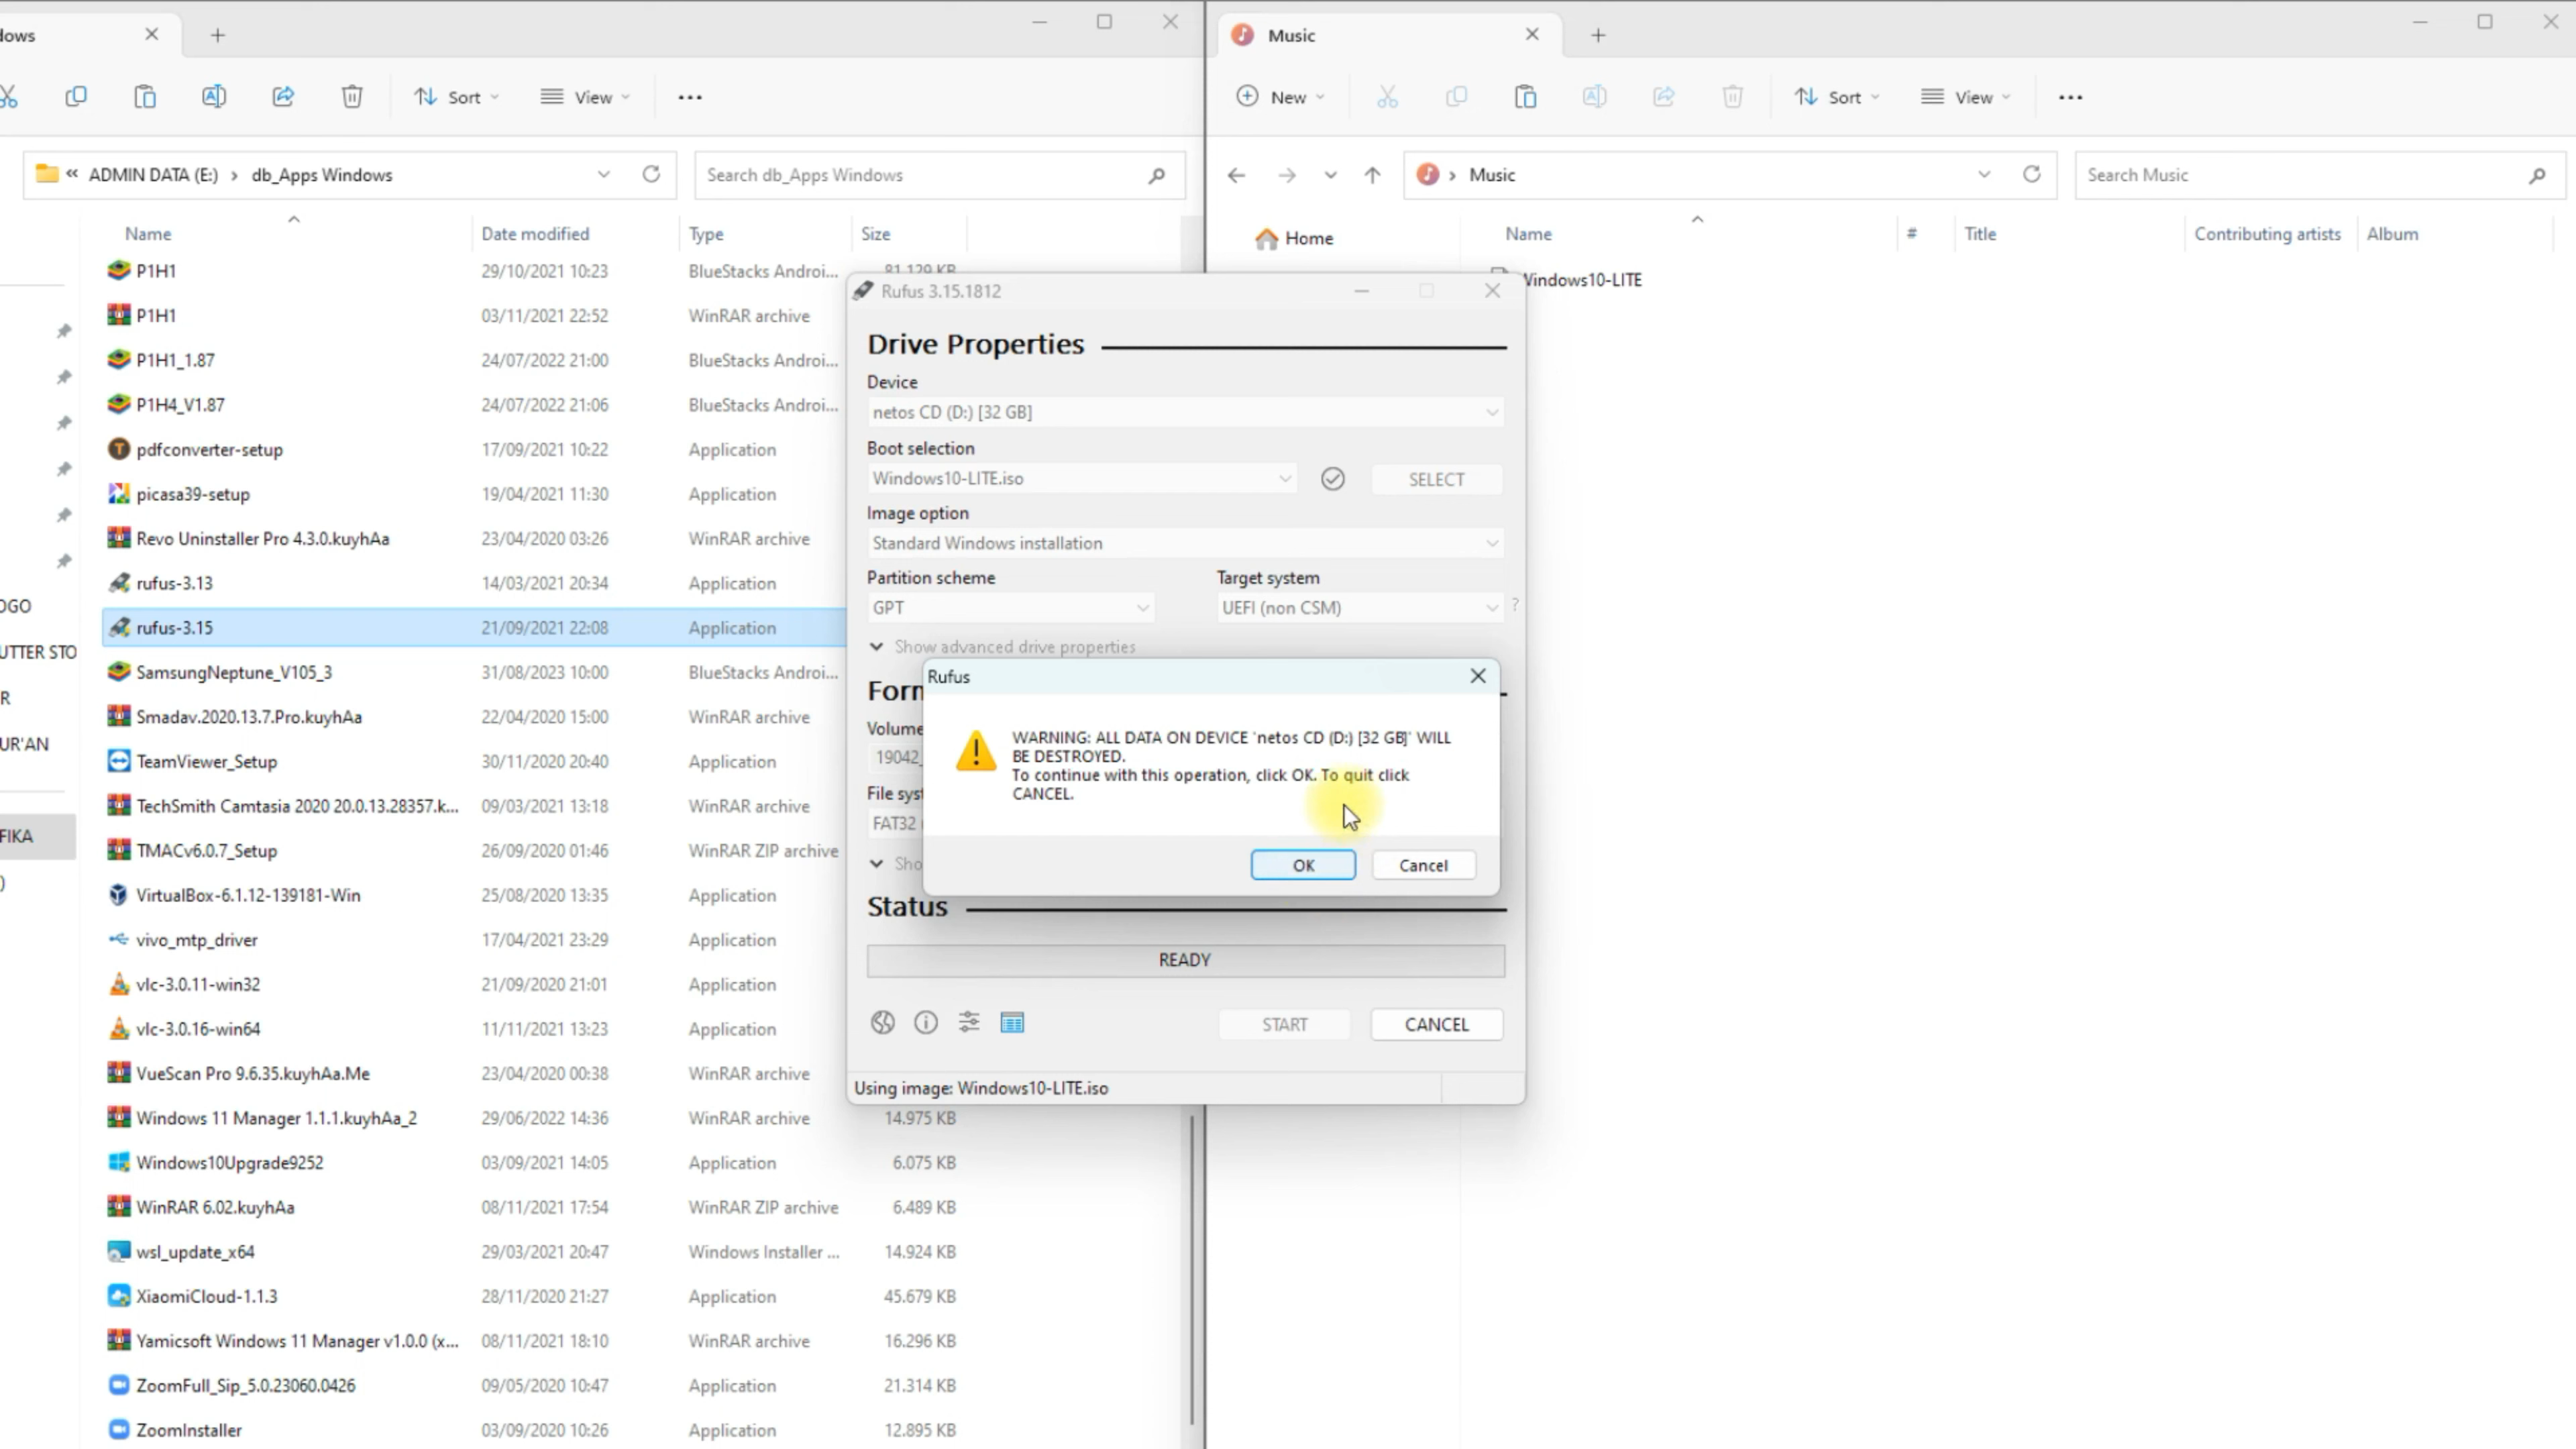 dows
Sort
View
ADMIN DATA (E:)
db_Apps Windows
Search db_Apps Windows
Name
Date modified
Type
Size
P1H1
29/10/2021 10:23
BlueStacks Androi...
81.129 KB
P1H1
03/11/2021 22:52
WinRAR archive
P1H1_1.87
24/07/2022 21:00
BlueStacks Androi...
P1H4_V1.87
24/07/2022 21:06
BlueStacks Androi...
pdfconverter-setup
17/09/2021 10:22
Application
picasa39-setup
19/04/2021 11:30
Application
Revo Uninstaller Pro 4.3.0.kuyhAa
23/04/2020 03:26
WinRAR archive
rufus-3.13
14/03/2021 20:34
Application
OGO
rufus-3.15
21/09/2021 22:08
Application
UTTER STO
SamsungNeptune_V105_3
31/08/2023 10:00
BlueStacks Androi...
R
Smadav.2020.13.7.Pro.kuyhAa
22/04/2020 15:00
WinRAR archive
UR'AN
TeamViewer_Setup
30/11/2020 20:40
Application
TechSmith Camtasia 2020 20.0.13.28357.k...
09/03/2021 13:18
WinRAR archive
FIKA
TMACv6.0.7_Setup
26/09/2020 01:46
WinRAR ZIP archive
)
VirtualBox-6.1.12-139181-Win
25/08/2020 13:35
Application
vivo_mtp_driver
17/04/2021 23:29
Application
vlc-3.0.11-win32
21/09/2020 21:01
Application
vlc-3.0.16-win64
11/11/2021 13:23
Application
VueScan Pro 9.6.35.kuyhAa.Me
23/04/2020 00:38
WinRAR archive
Windows 11 Manager 1.1.1.kuyhAa_2
29/06/2022 14:36
WinRAR archive
14.975 KB
Windows10Upgrade9252
03/09/2021 14:05
Application
6.075 KB
WinRAR 6.02.kuyhAa
08/11/2021 17:54
WinRAR ZIP archive
6.489 KB
wsl_update_x64
29/03/2021 20:47
Windows Installer ...
14.924 KB
XiaomiCloud-1.1.3
28/11/2020 21:27
Application
45.679 KB
Yamicsoft Windows 11 Manager v1.0.0 (x...
08/11/2021 18:10
WinRAR archive
16.296 KB
ZoomFull_Sip_5.0.23060.0426
09/05/2020 10:47
Application
21.314 KB
ZoomInstaller
03/09/2020 10:26
Application
12.895 KB
Music
New
Sort
View
Music
Search Music
Home
Name
#
Title
Contributing artists
Album
Windows10-LITE
Rufus 3.15.1812
Drive Properties
Device
netos CD (D:) [32 GB]
Boot selection
Windows10-LITE.iso
SELECT
Image option
Standard Windows installation
Partition scheme
Target system
GPT
UEFI (non CSM)
?
Show advanced drive properties
Form
Volume
19042_
File syst
FAT32
Sho
Rufus
WARNING: ALL DATA ON DEVICE 'netos CD (D:) [32 GB]' WILL
BE DESTROYED.
To continue with this operation, click OK. To quit click
CANCEL.
OK
Cancel
Status
READY
START
CANCEL
Using image: Windows10-LITE.iso